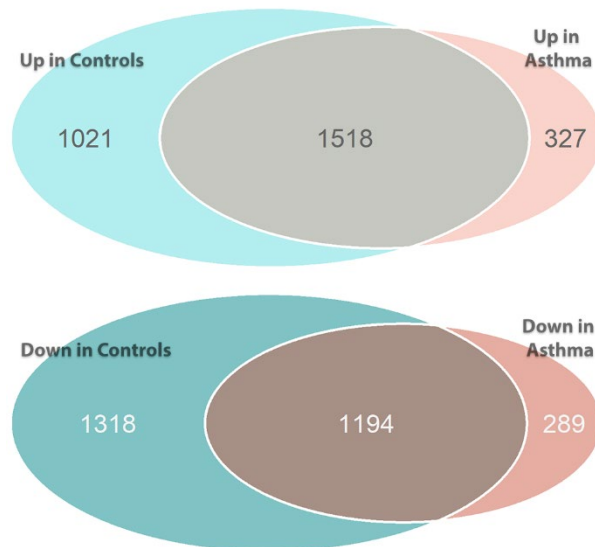 Up in Controls
Up in
Asthma
1021
1518
327
Down in Controls
Down in
Asthma
1318
1194
289